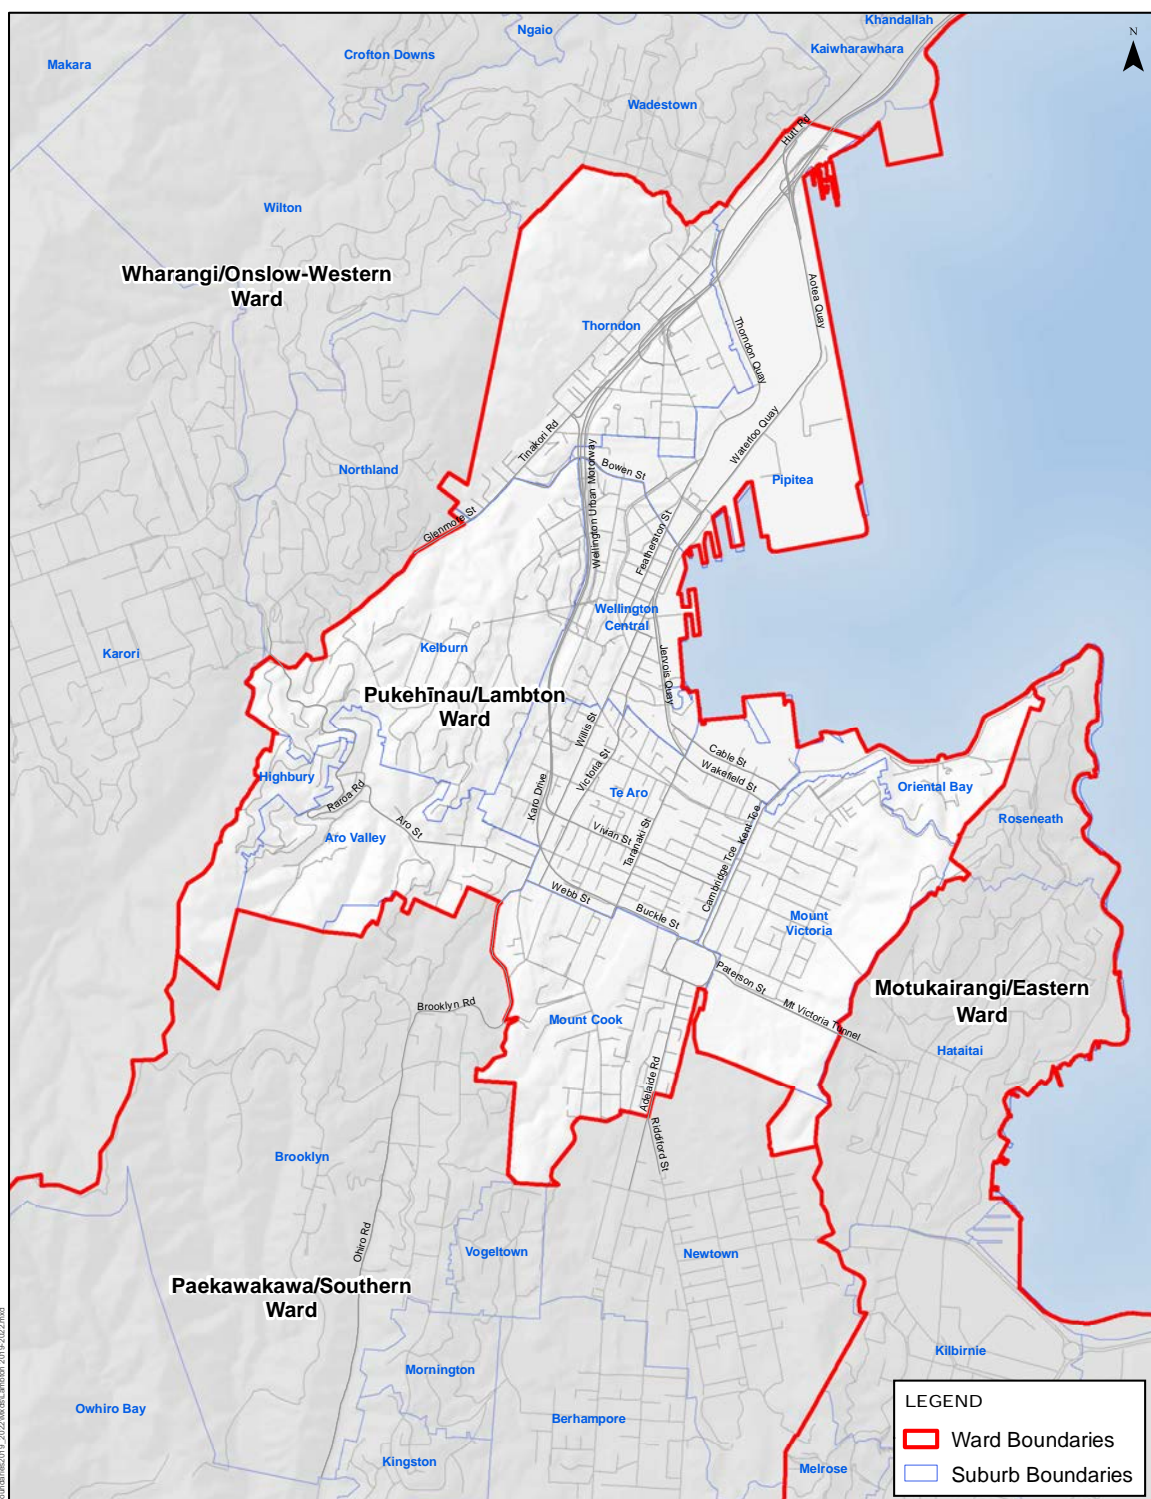 Khandallah
Ngaio
Kaiwharawhara
N
Crofton Downs
Makara
Wadestown
Hutt Rd
Wilton
Wharangi/Onslow-Western
Ward
Aotea Quay
Thorndon
Thorndon Quay
Tinakori Rd
Waterloo Quay
Northland
Bowen St
Wellington Urban Motorway
Pipitea
Glenmore St
Featherston St
Wellington
Central
Karori
Kelburn
Jervois Quay
Pukehīnau/Lambton
Ward
Willis St
Victoria St
Cable St
Wakefield St
Highbury
Raroa Rd
Karo Drive
Te Aro
Oriental Bay
Roseneath
Aro St
Aro Valley
Vivian St
Taranaki St
Kent Tce
Cambridge Tce
Webb St
Buckle St
Mount
Victoria
Paterson St
Mt Victoria Tunnel
Motukairangi/Eastern
Ward
Brooklyn Rd
Mount Cook
Hataitai
Adelaide Rd
Riddiford St
Brooklyn
Ohiro Rd
Vogeltown
Newtown
Paekawakawa/Southern
Ward
Kilbirnie
Mornington
Owhiro Bay
Berhampore
Kingston
Melrose
LEGEND
Ward Boundaries
Suburb Boundaries